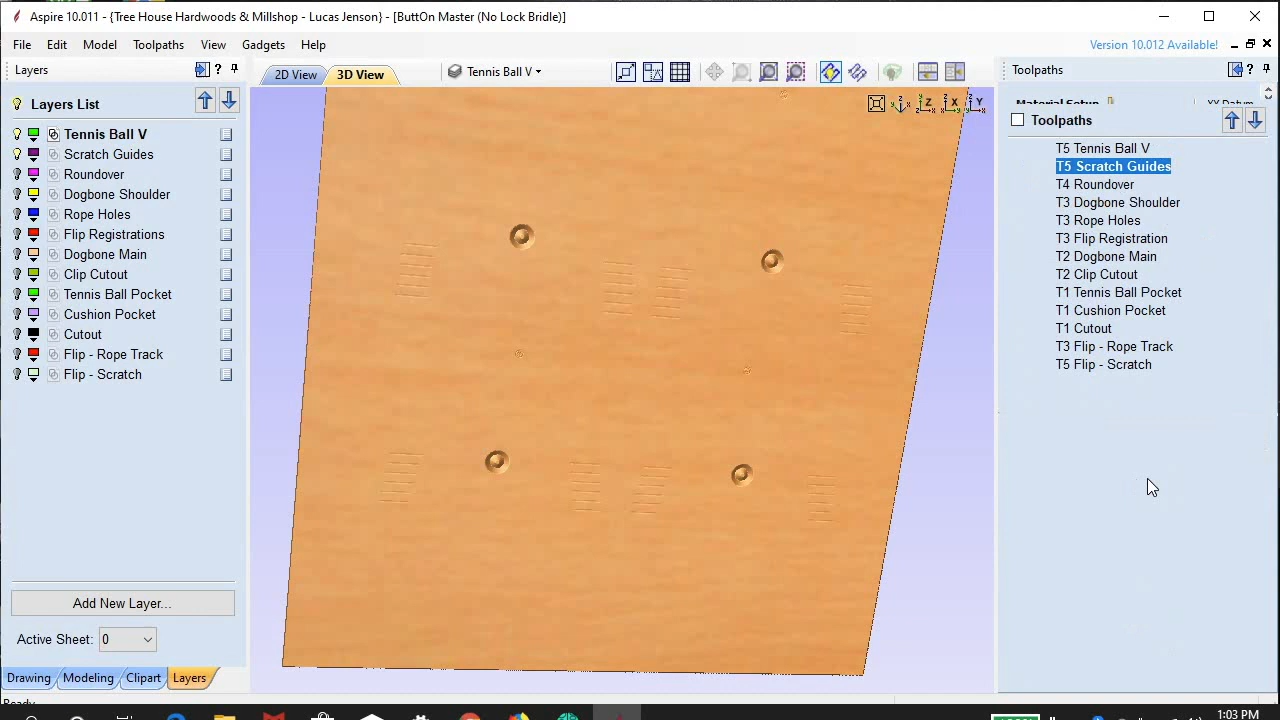 Aspire 10.011 - {Tree House Hardwoods & Millshop - Lucas Jenson} - [ButtOn Master (No Lock Bridle)]
File Edit Model Toolpaths View Gadgets Help
Version 10.012 Available!
Layers
2D View
3D View
Tennis Ball V
Toolpaths
Layers List
Tennis Ball V
Scratch Guides
Roundover
Dogbone Shoulder
Rope Holes
Flip Registrations
Dogbone Main
Clip Cutout
Tennis Ball Pocket
Cushion Pocket
Cutout
Flip - Rope Track
Flip - Scratch
Add New Layer...
Active Sheet: 0
Drawing
Modeling
Clipart
Layers
Z
X
Y
Material Setup
XY Datum
Toolpaths
T5 Tennis Ball V
T5 Scratch Guides
T4 Roundover
T3 Dogbone Shoulder
T3 Rope Holes
T3 Flip Registration
T2 Dogbone Main
T2 Clip Cutout
T1 Tennis Ball Pocket
T1 Cushion Pocket
T1 Cutout
T3 Flip - Rope Track
T5 Flip - Scratch
Ready
1:03 PM